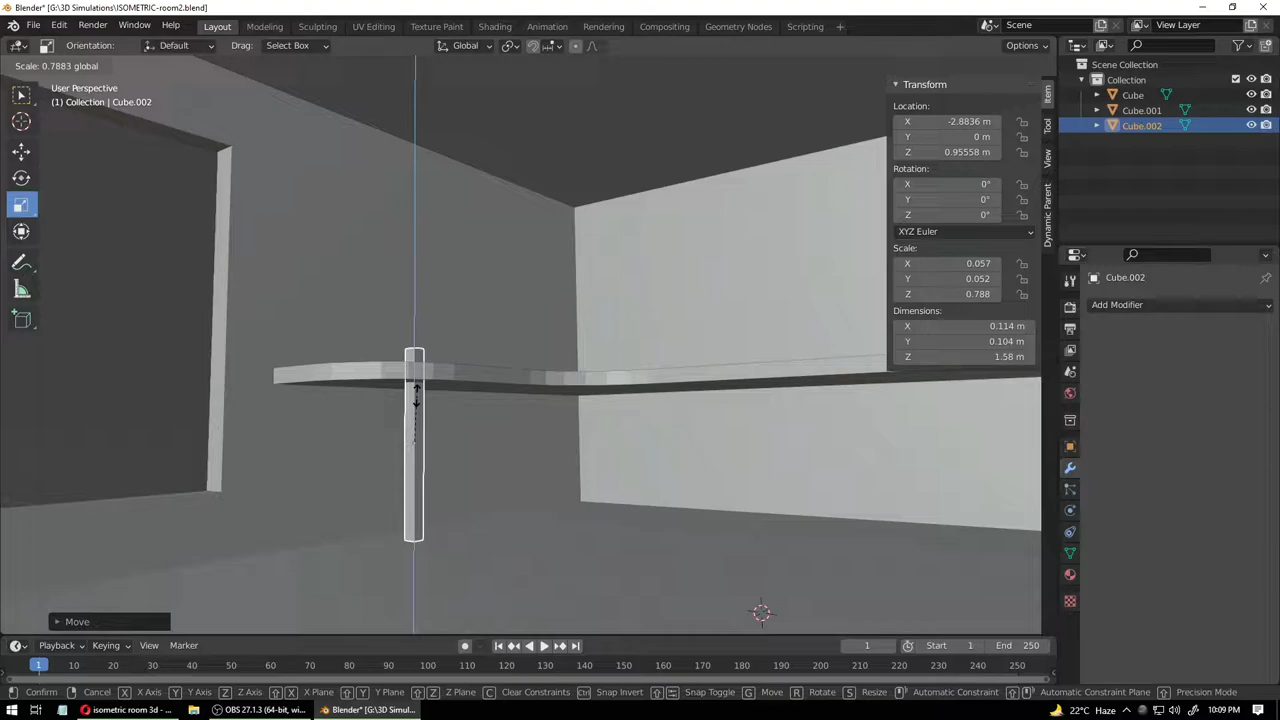 Blender* [G:\3D Simulations\ISOMETRIC-room2.blend]
File Edit Render Window Help Layout Modeling Sculpting UV Editing Texture Paint Shading Animation Rendering Compositing Geometry Nodes Scripting + Scene View Layer
Orientation: Default Drag: Select Box Global Options
Scale: 0.7883 global
User Perspective
(1) Collection | Cube.002
Transform
Location:
X -2.8836 m
Y 0 m
Z 0.95558 m
Rotation:
X 0°
Y 0°
Z 0°
XYZ Euler
Scale:
X 0.057
Y 0.052
Z 0.788
Dimensions:
X 0.114 m
Y 0.104 m
Z 1.58 m
Item
Tool
View
Dynamic Parent
Scene Collection
Collection
Cube
Cube.001
Cube.002
Cube.002
Add Modifier
Move
Playback Keying View Marker 1 Start 1 End 250
1 10 20 30 40 50 60 70 80 90 100 110 120 130 140 150 160 170 180 190 200 210 220 230 240 250
Confirm Cancel X X Axis Y Y Axis Z Z Axis X X Plane Y Y Plane Z Z Plane C Clear Constraints Ctrl Snap Invert Snap Toggle G Move R Rotate S Resize Automatic Constraint Automatic Constraint Plane Precision Mode
isometric room 3d - ... OBS 27.1.3 (64-bit, wi... Blender* [G:\3D Simul... 22°C Haze 10:09 PM